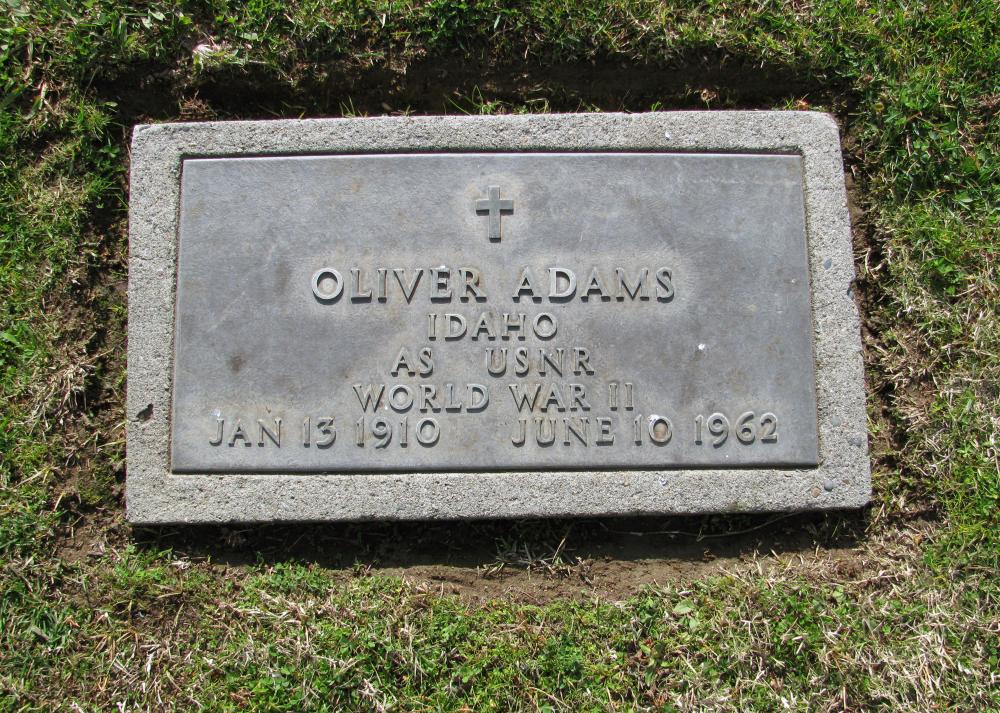 OLIVER ADAMS
IDAHO
AS USNR
WORLD WAR II
JAN 13 1910 JUNE 10 1962